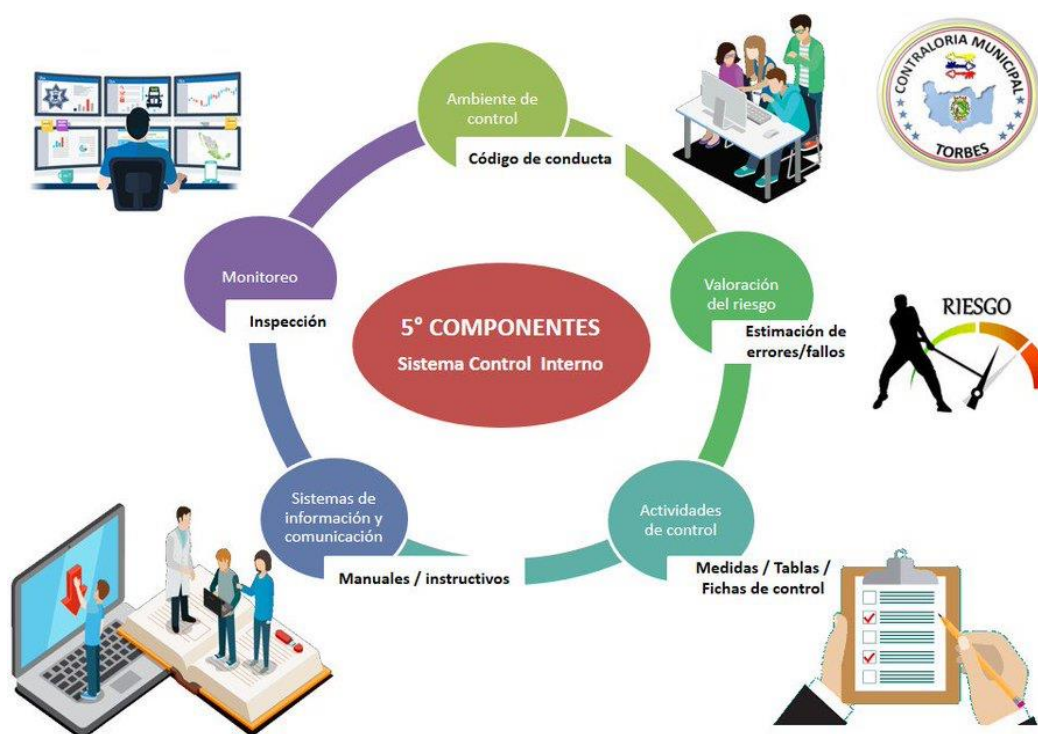 Ambiente de
control
Código de conducta
CONTRALORIA MUNICIPAL
TORBES
Monitoreo
Inspección
5° COMPONENTES
Sistema Control Interno
Valoración
del riesgo
Estimación de
errores/fallos
RIESGO
Sistemas de
información y
comunicación
Manuales / instructivos
Actividades
de control
Medidas / Tablas /
Fichas de control